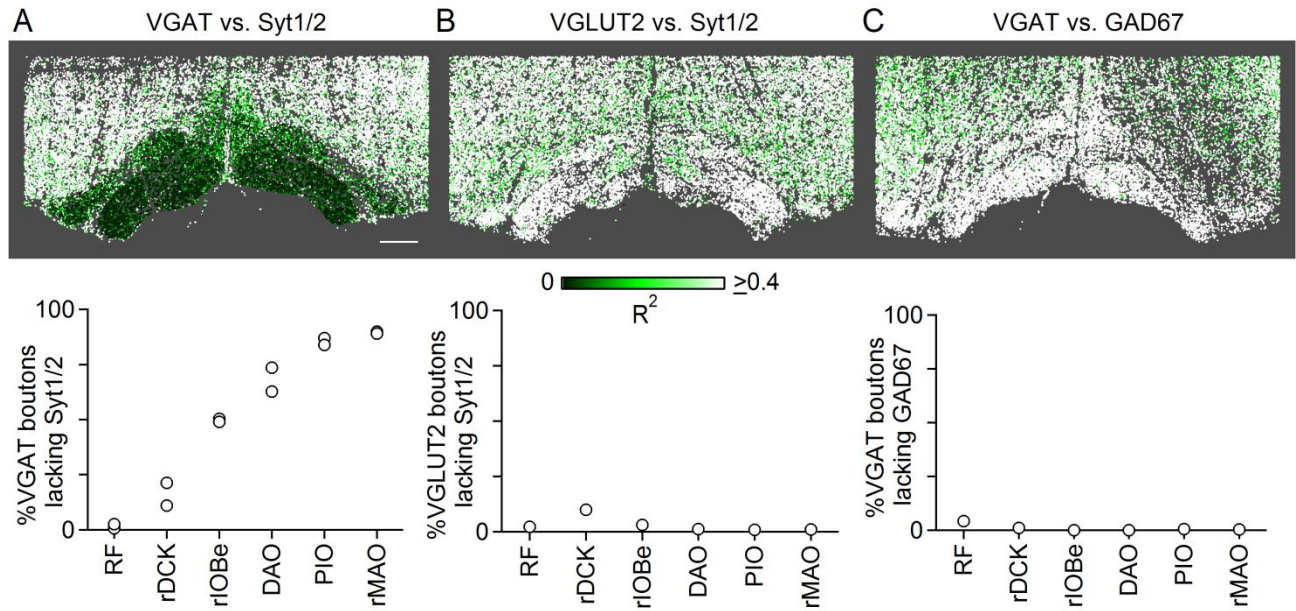 A VGAT vs. Syt1/2
B VGLUT2 vs. Syt1/2
C VGAT vs. GAD67
0 ≥0.4
R²
%VGAT boutons
lacking Syt1/2
100
0
RF
rDCK
rIOBe
DAO
PIO
rMAO
%VGLUT2 boutons
lacking Syt1/2
100
0
RF
rDCK
rIOBe
DAO
PIO
rMAO
%VGAT boutons
lacking GAD67
100
0
RF
rDCK
rIOBe
DAO
PIO
rMAO